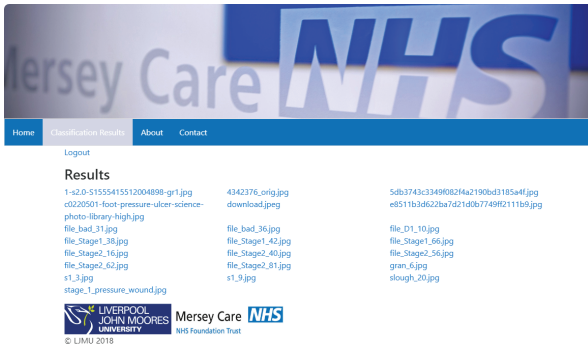 Mersey Care NHS
Home Classification Results About Contact
Logout
Results
1-s2.0-S1555415512004898-gr1.jpg 4342376_orig.jpg 5db3743c3349f082f4a2190bd3185a4f.jpg
c0220501-foot-pressure-ulcer-science- download.jpeg e8511b3d622ba7d21d0b7749ff2111b9.jpg
photo-library-high.jpg
file_bad_31.jpg file_bad_36.jpg file_D1_10.jpg
file_Stage1_38.jpg file_Stage1_42.jpg file_Stage1_66.jpg
file_Stage2_16.jpg file_Stage2_40.jpg file_Stage2_56.jpg
file_Stage2_62.jpg file_Stage2_81.jpg gran_6.jpg
s1_3.jpg s1_9.jpg slough_20.jpg
stage_1_pressure_wound.jpg
LIVERPOOL
JOHN MOORES
UNIVERSITY
Mersey Care NHS
NHS Foundation Trust
© LJMU 2018